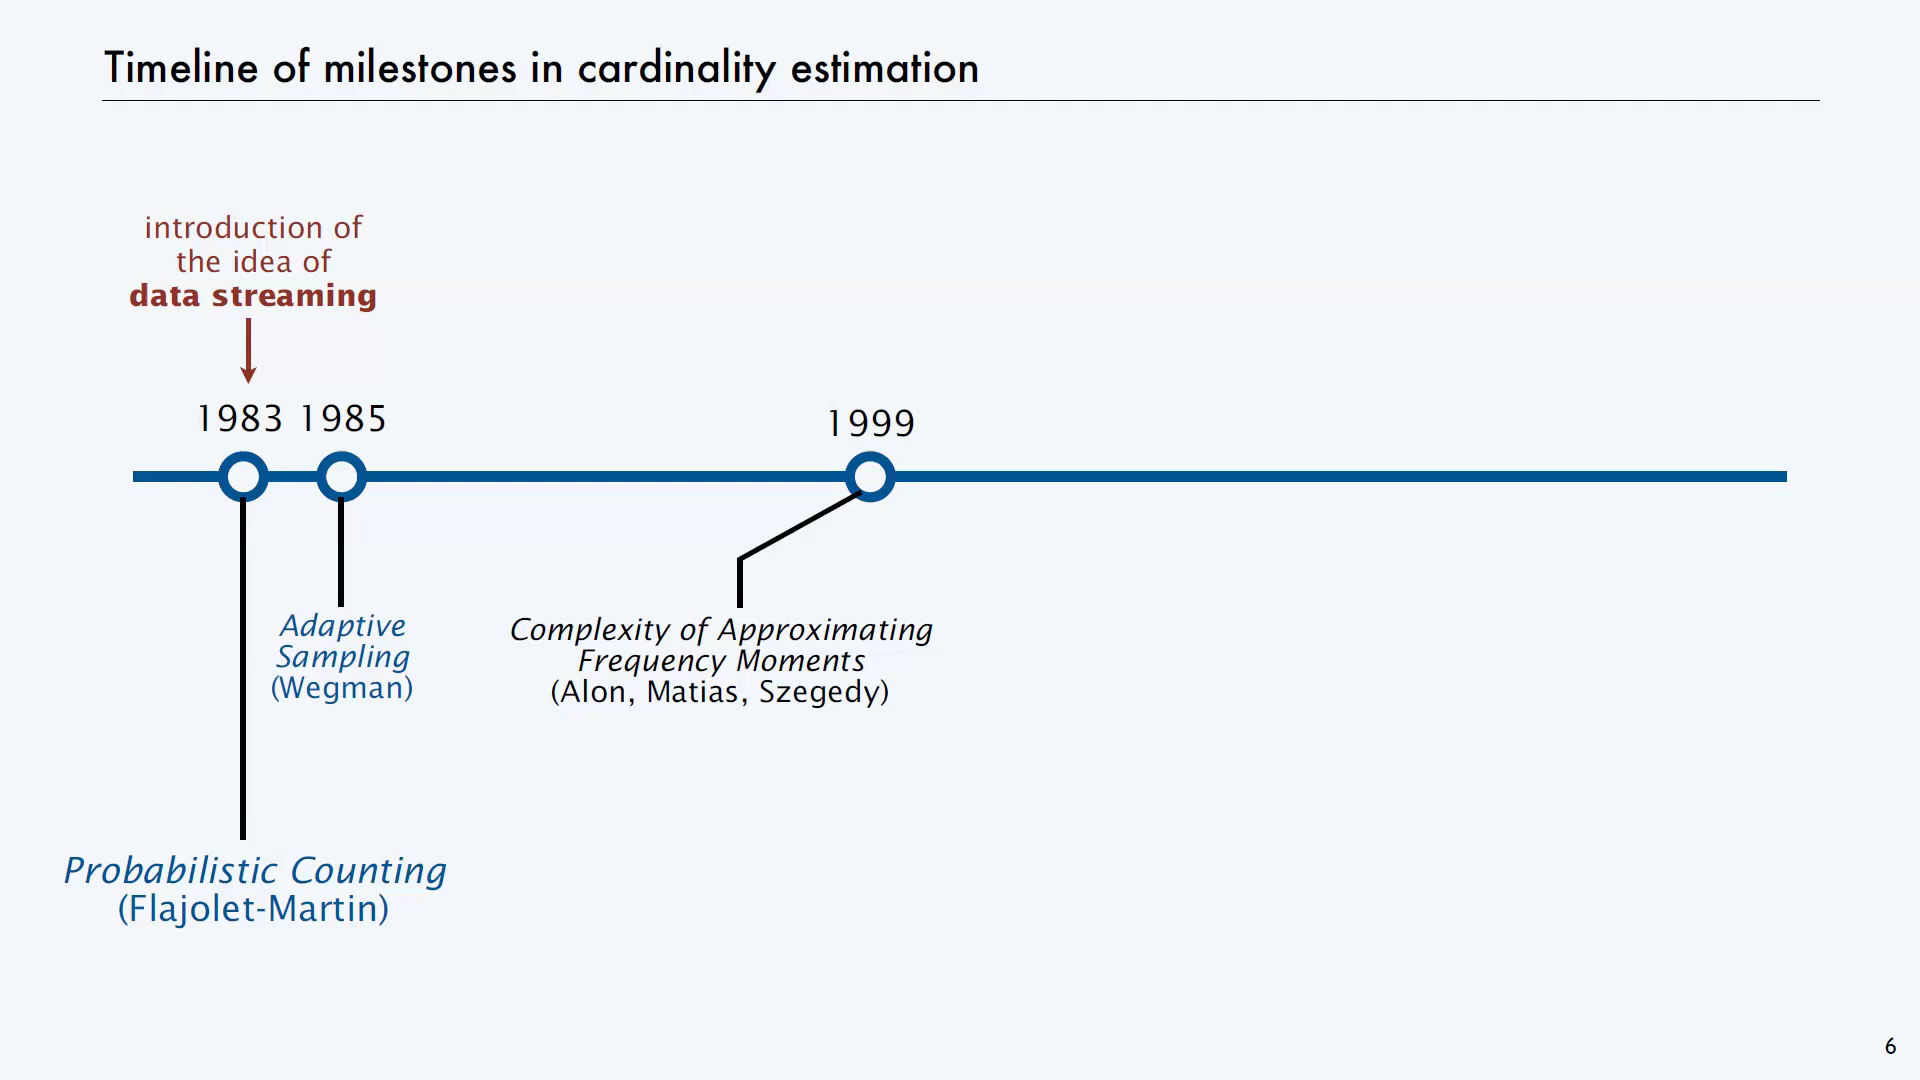 Timeline of milestones in cardinality estimation
introduction of
the idea of
data streaming
1983 1985
1999
Adaptive
Sampling
(Wegman)
Complexity of Approximating
Frequency Moments
(Alon, Matias, Szegedy)
Probabilistic Counting
(Flajolet-Martin)
6